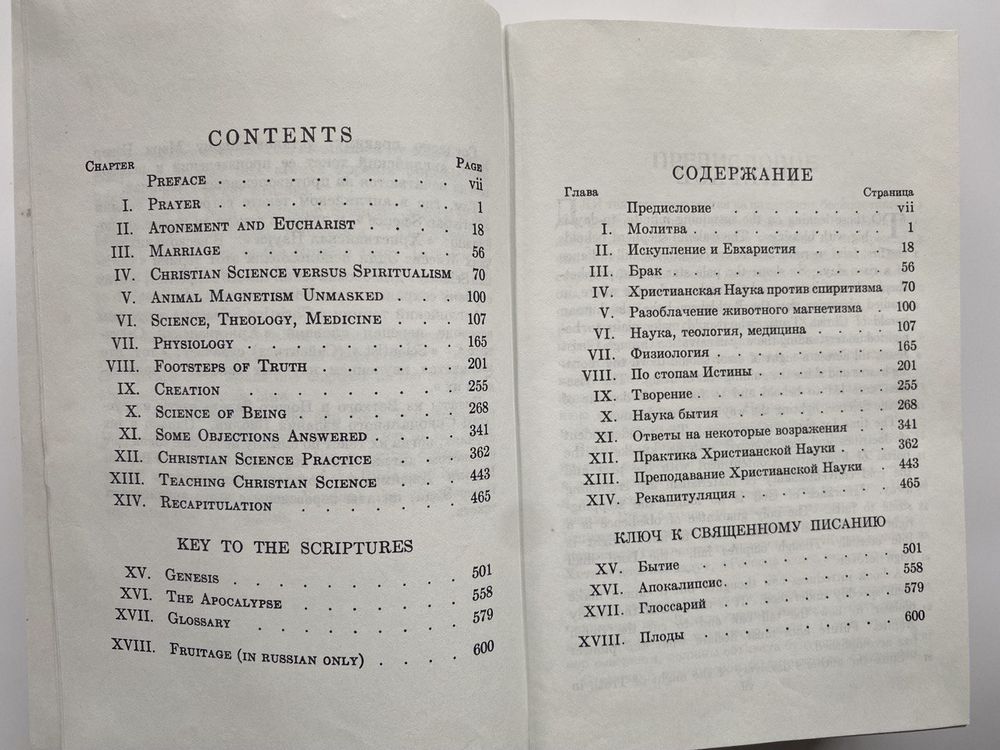 CONTENTS
CHAPTER PAGE
PREFACE . . . . . . . . . . . vii
I. PRAYER . . . . . . . . . . . 1
II. ATONEMENT AND EUCHARIST . . . . 18
III. MARRIAGE . . . . . . . . . 56
IV. CHRISTIAN SCIENCE VERSUS SPIRITUALISM 70
V. ANIMAL MAGNETISM UNMASKED . . . 100
VI. SCIENCE, THEOLOGY, MEDICINE . . . 107
VII. PHYSIOLOGY . . . . . . . . 165
VIII. FOOTSTEPS OF TRUTH . . . . . 201
IX. CREATION . . . . . . . . . 255
X. SCIENCE OF BEING . . . . . . 268
XI. SOME OBJECTIONS ANSWERED . . . . 341
XII. CHRISTIAN SCIENCE PRACTICE . . . 362
XIII. TEACHING CHRISTIAN SCIENCE . . . 443
XIV. RECAPITULATION . . . . . . 465
KEY TO THE SCRIPTURES
XV. GENESIS . . . . . . . . 501
XVI. THE APOCALYPSE . . . . . . 558
XVII. GLOSSARY . . . . . . . 579
XVIII. FRUITAGE (IN RUSSIAN ONLY) . . . . 600
СОДЕРЖАНИЕ
Глава Страница
Предисловие . . . . . . . vii
I. Молитва . . . . . . . . . 1
II. Искупление и Евхаристия . . . . 18
III. Брак . . . . . . . . . . 56
IV. Христианская Наука против спиритизма 70
V. Разоблачение животного магнетизма . 100
VI. Наука, теология, медицина . . . . 107
VII. Физиология . . . . . . . . 165
VIII. По стопам Истины . . . . . . 201
IX. Творение . . . . . . . . 255
X. Наука бытия . . . . . . . 268
XI. Ответы на некоторые возражения . . 341
XII. Практика Христианской Науки . . . 362
XIII. Преподавание Христианской Науки . 443
XIV. Рекапитуляция . . . . . . . 465
КЛЮЧ К СВЯЩЕННОМУ ПИСАНИЮ
XV. Бытие . . . . . . . . . 501
XVI. Апокалипсис . . . . . . . 558
XVII. Глоссарий . . . . . . . . 579
XVIII. Плоды . . . . . . . . . 600